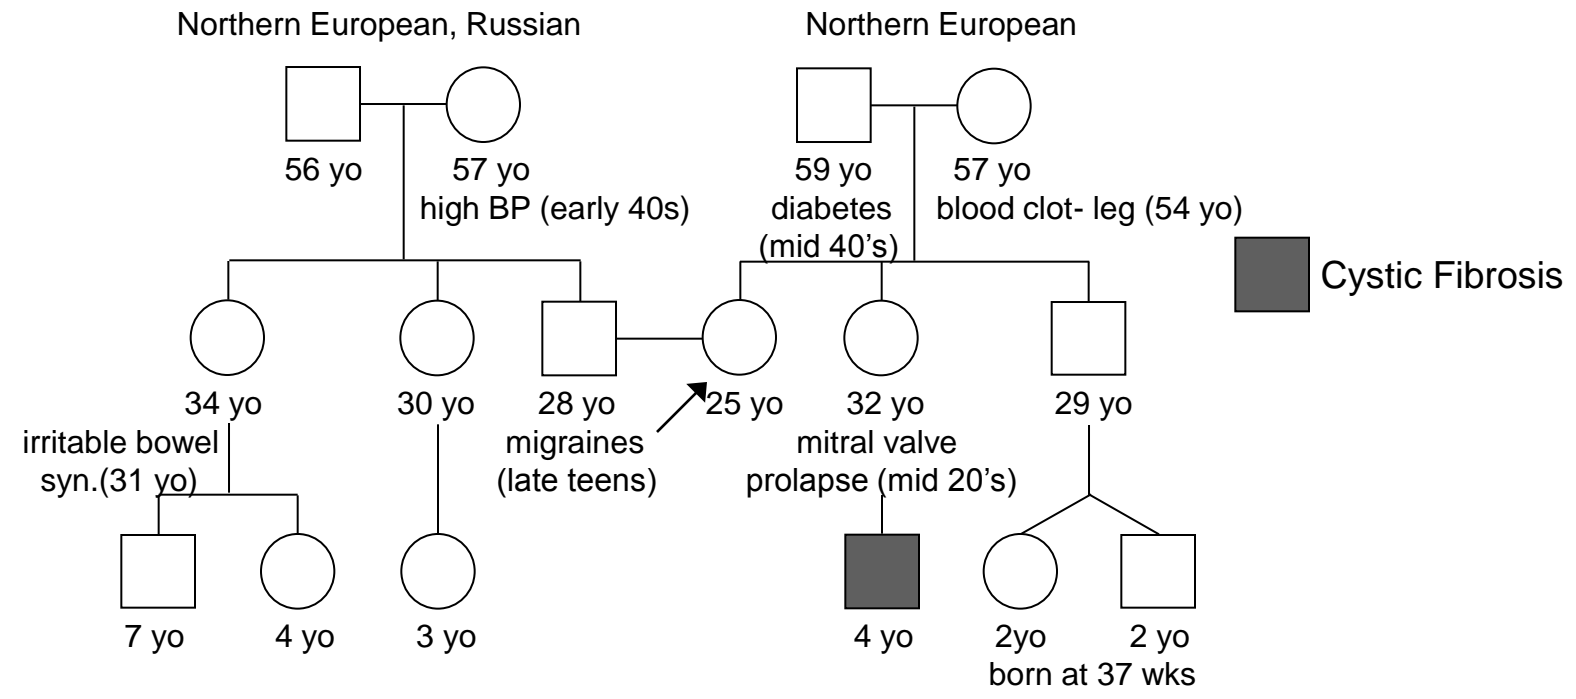 Northern European, Russian
Northern European
56 yo
57 yo
high BP (early 40s)
59 yo
diabetes
(mid 40's)
57 yo
blood clot- leg (54 yo)
Cystic Fibrosis
34 yo
irritable bowel
syn.(31 yo)
30 yo
28 yo
migraines
(late teens)
25 yo
32 yo
mitral valve
prolapse (mid 20's)
29 yo
7 yo
4 yo
3 yo
4 yo
2yo
2 yo
born at 37 wks